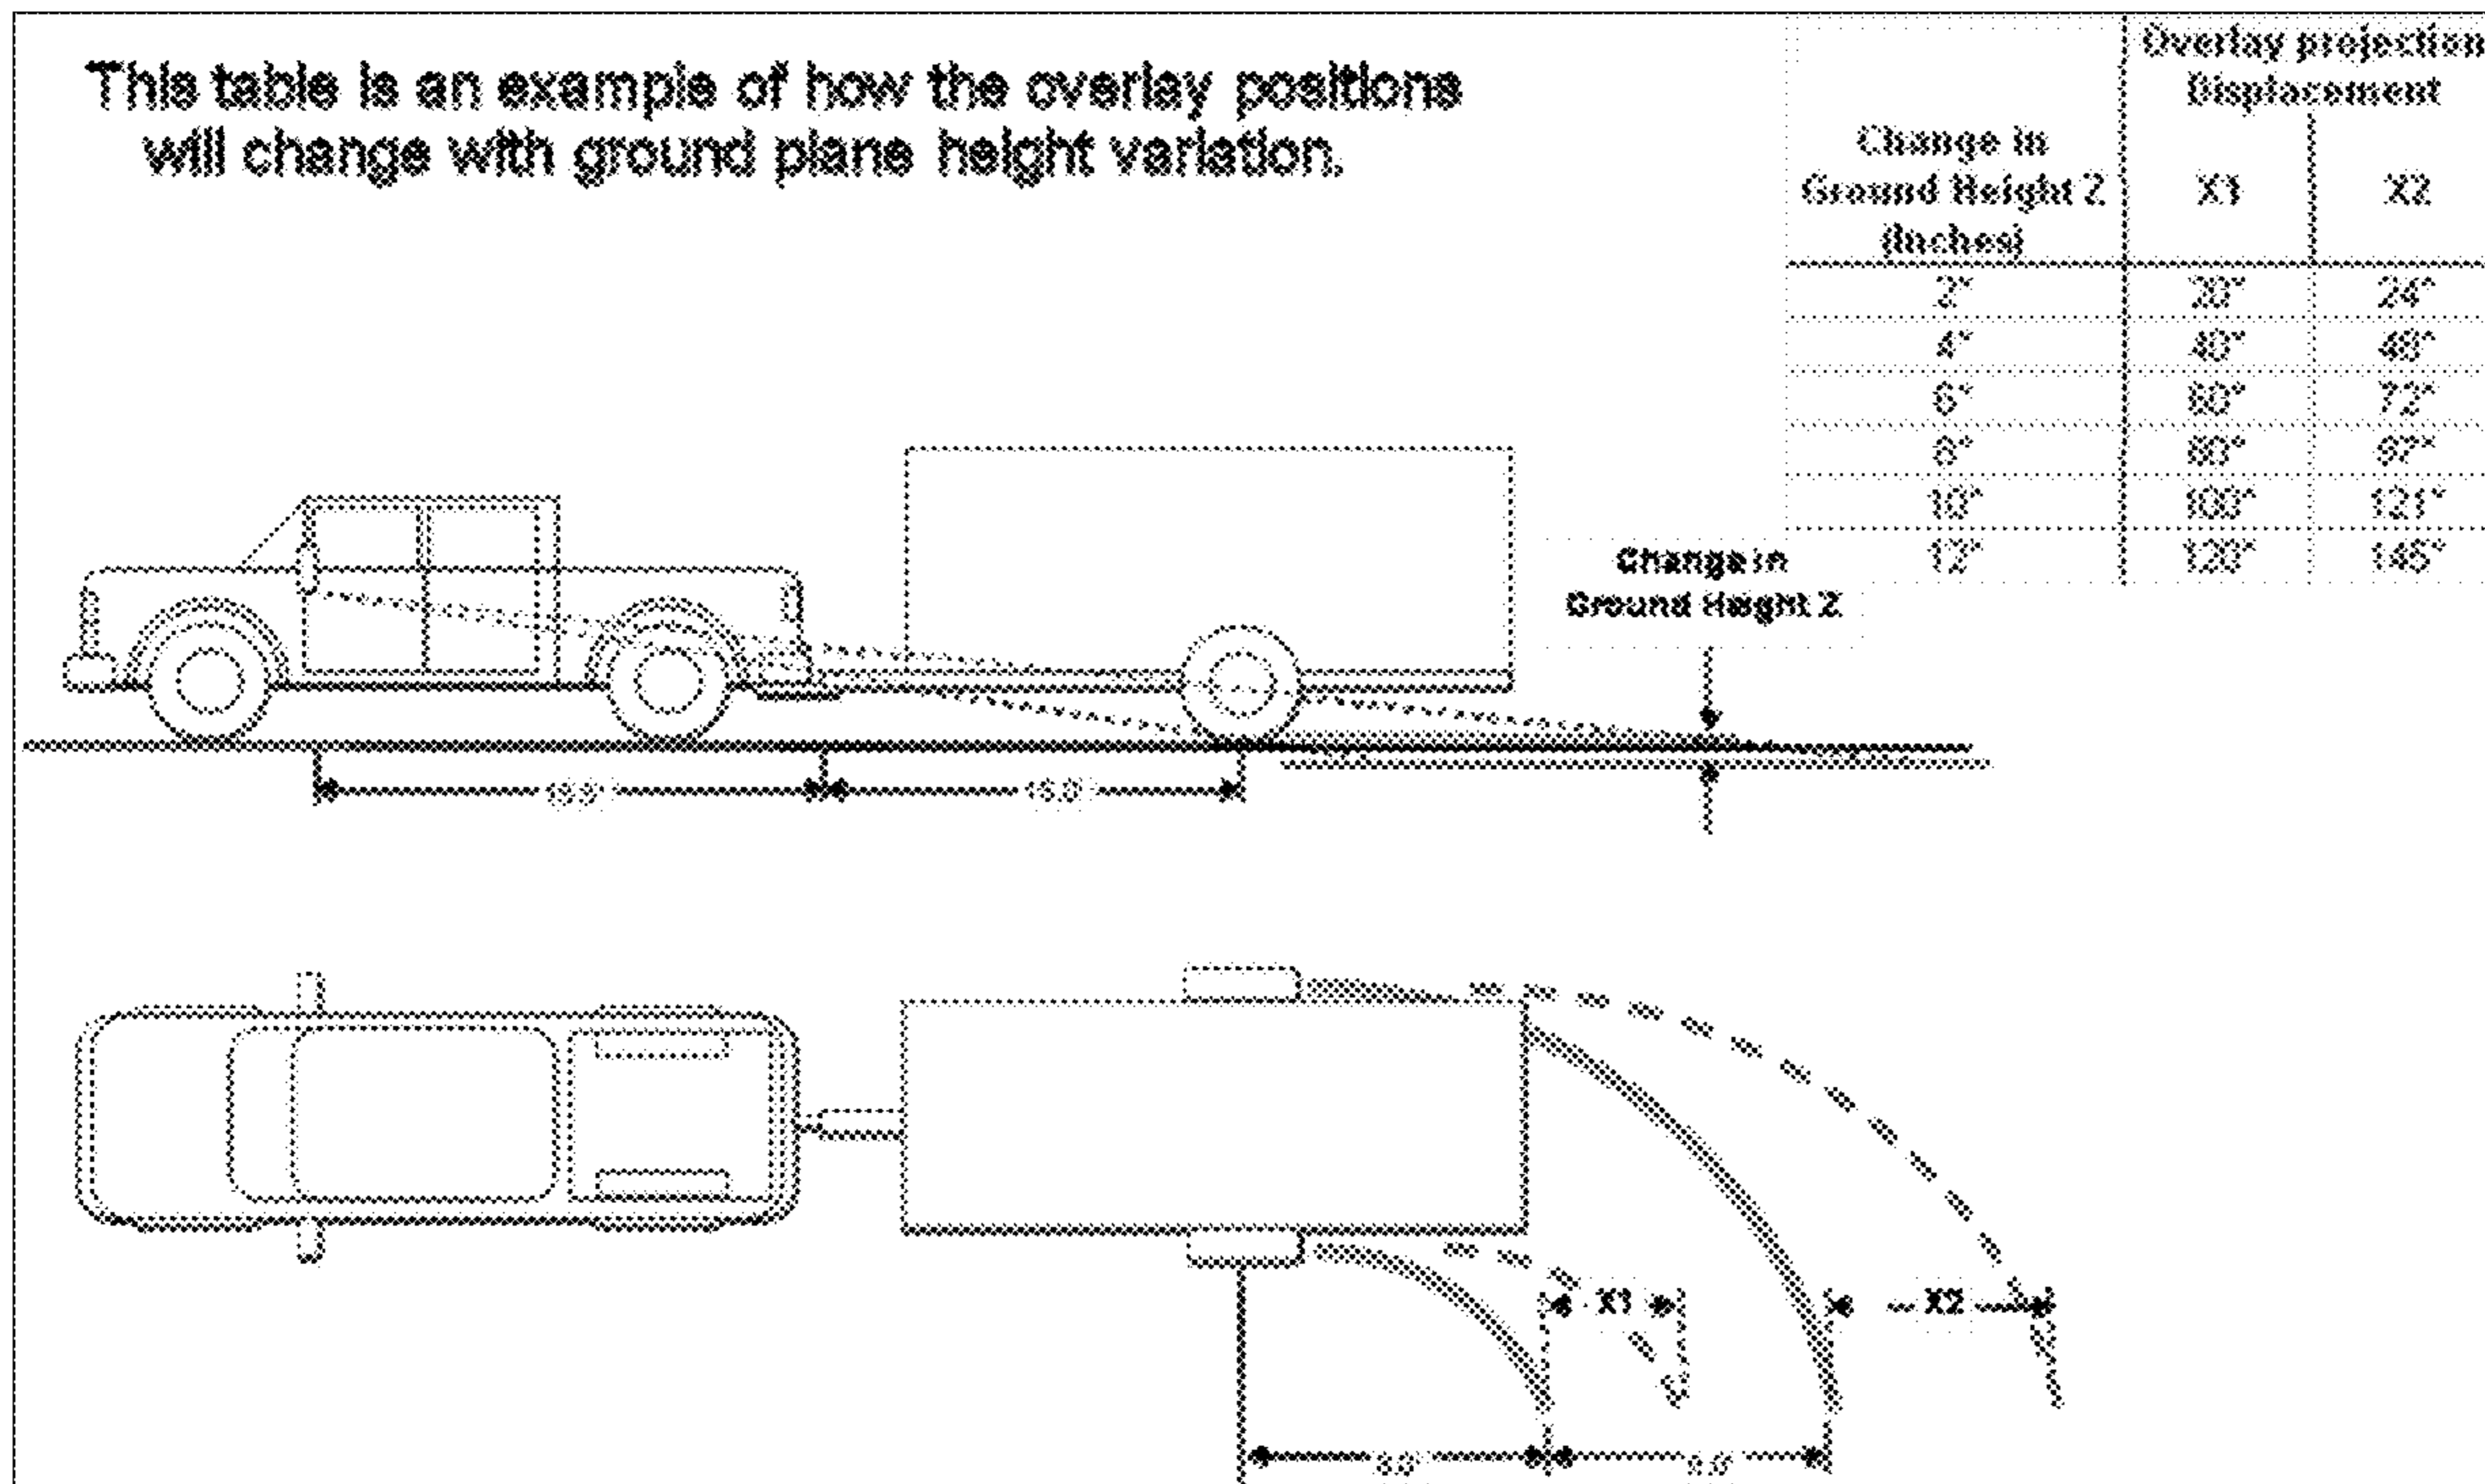 This table is an example of how the overlay positions
will change with ground plane height variation.
Overlay projection
Displacement
Change in
Ground Height Z
(Inches)
X1
X2
2" 20" 24"
4" 40" 48"
6" 72"
8" 80" 97"
10" 100" 121"
12" 120" 145"
Change in
Ground Height Z
X1
X2